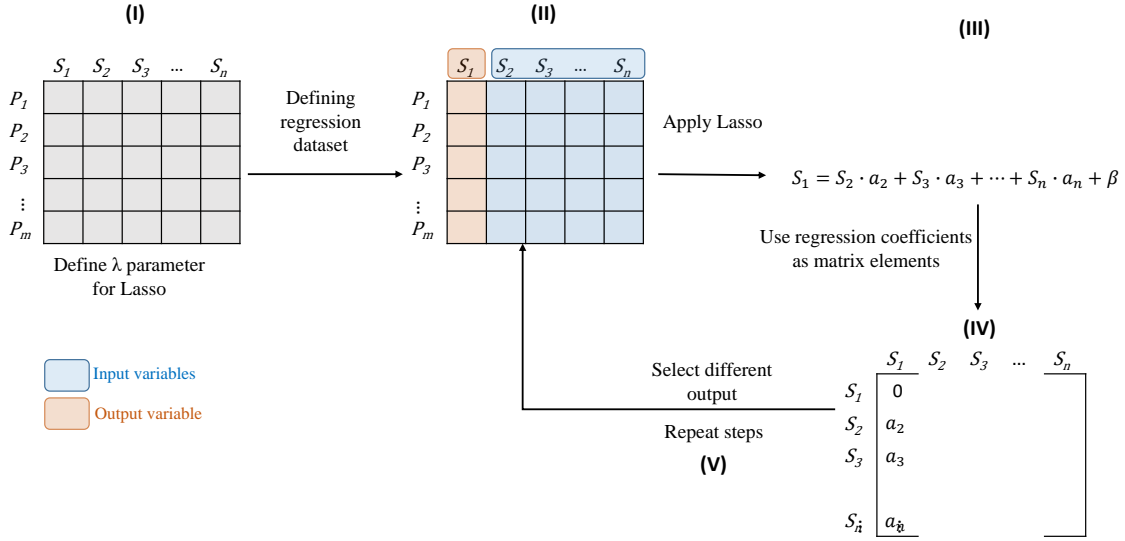 (I)
S₁ S₂ S₃ ... Sₙ
P₁
P₂
P₃
⋮
Pₘ
Define λ parameter
for Lasso
Defining
regression
dataset
(II)
S₁ S₂ S₃ ... Sₙ
P₁
P₂
P₃
⋮
Pₘ
Apply Lasso
(III)
S₁ = S₂ · a₂ + S₃ · a₃ + ⋯ + Sₙ · aₙ + β
Use regression coefficients
as matrix elements
(IV)
S₁ S₂ S₃ ... Sₙ
S₁ 0
S₂ a₂
S₃ a₃
Sₙ aₙ
Select different
output
Repeat steps
(V)
Input variables
Output variable